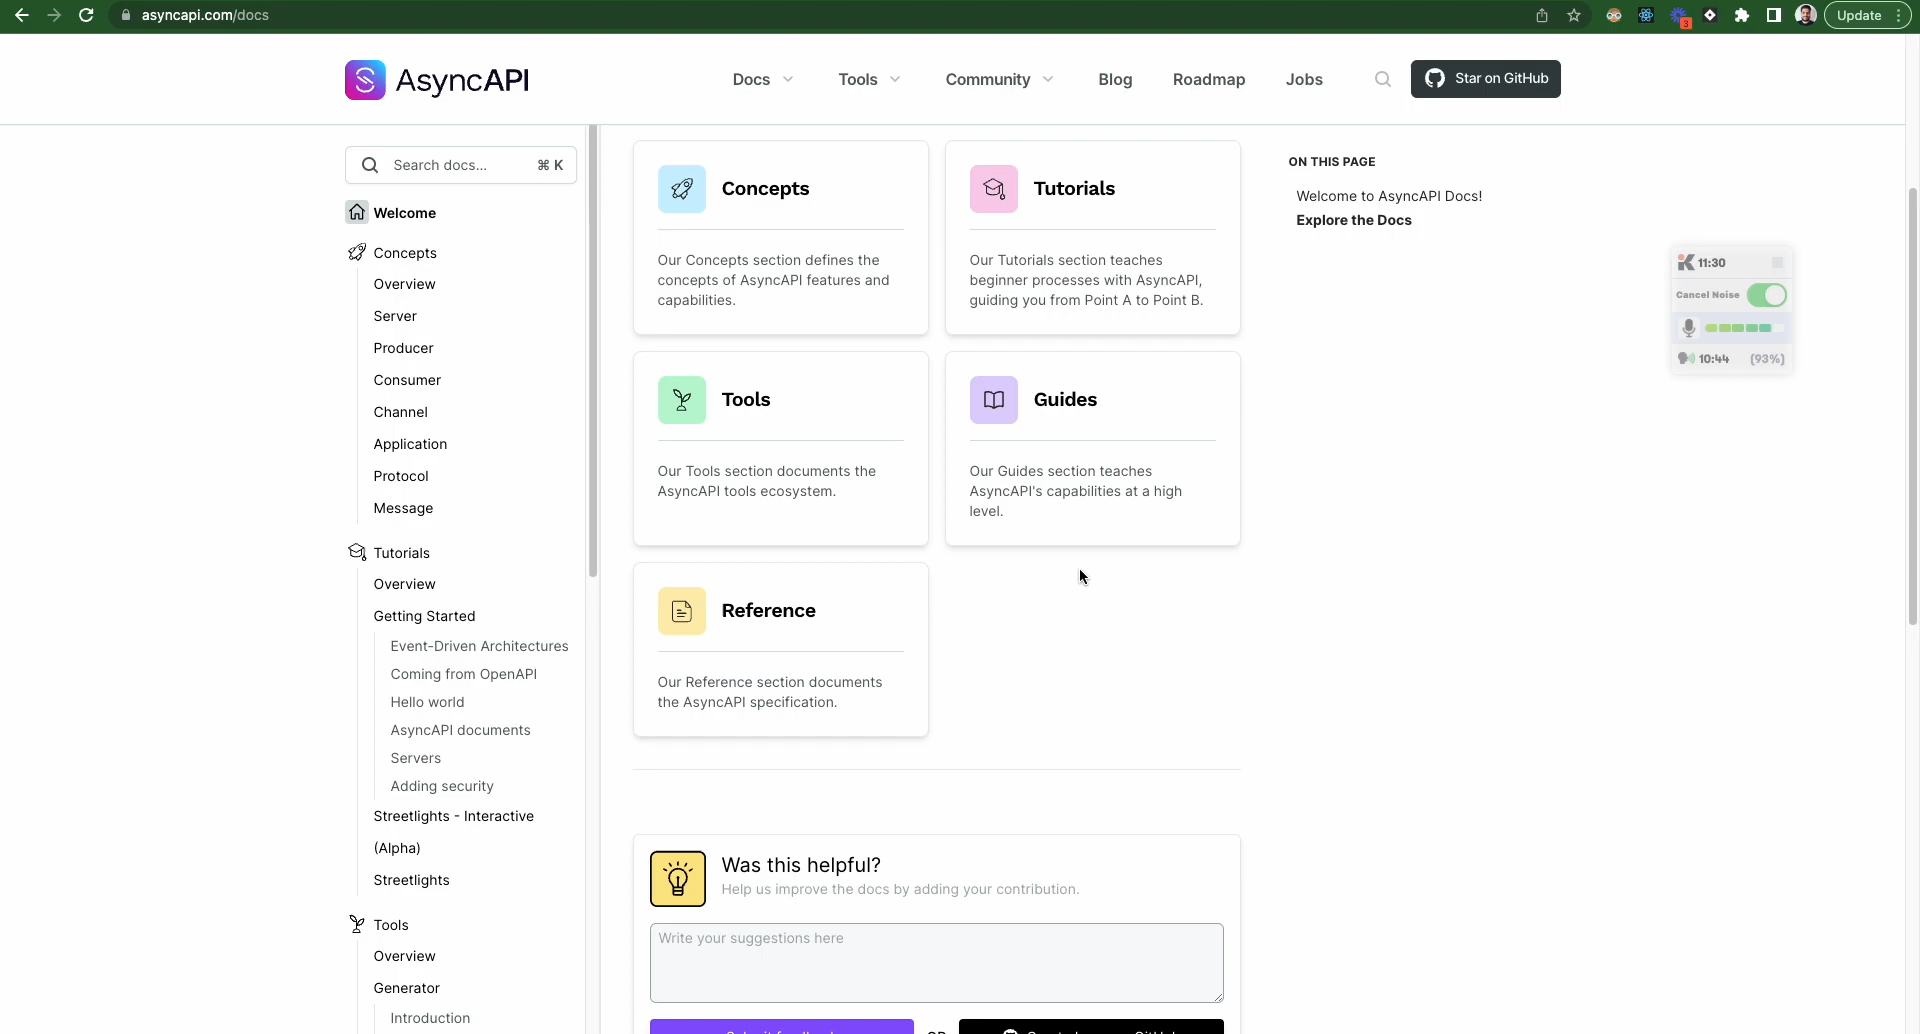 asyncapi.com/docs
3
Update
AsyncAPI
Docs
Tools
Community
Blog
Roadmap
Jobs
Star on GitHub
Search docs...
⌘ K
Welcome
Concepts
Overview
Server
Producer
Consumer
Channel
Application
Protocol
Message
Tutorials
Overview
Getting Started
Event-Driven Architectures
Coming from OpenAPI
Hello world
AsyncAPI documents
Servers
Adding security
Streetlights - Interactive
(Alpha)
Streetlights
Tools
Overview
Generator
Introduction
Concepts
Our Concepts section defines the
concepts of AsyncAPI features and
capabilities.
Tutorials
Our Tutorials section teaches
beginner processes with AsyncAPI,
guiding you from Point A to Point B.
Tools
Our Tools section documents the
AsyncAPI tools ecosystem.
Guides
Our Guides section teaches
AsyncAPI's capabilities at a high
level.
Reference
Our Reference section documents
the AsyncAPI specification.
Was this helpful?
Help us improve the docs by adding your contribution.
Write your suggestions here
ON THIS PAGE
Welcome to AsyncAPI Docs!
Explore the Docs
11:30
Cancel Noise
10:44 (93%)